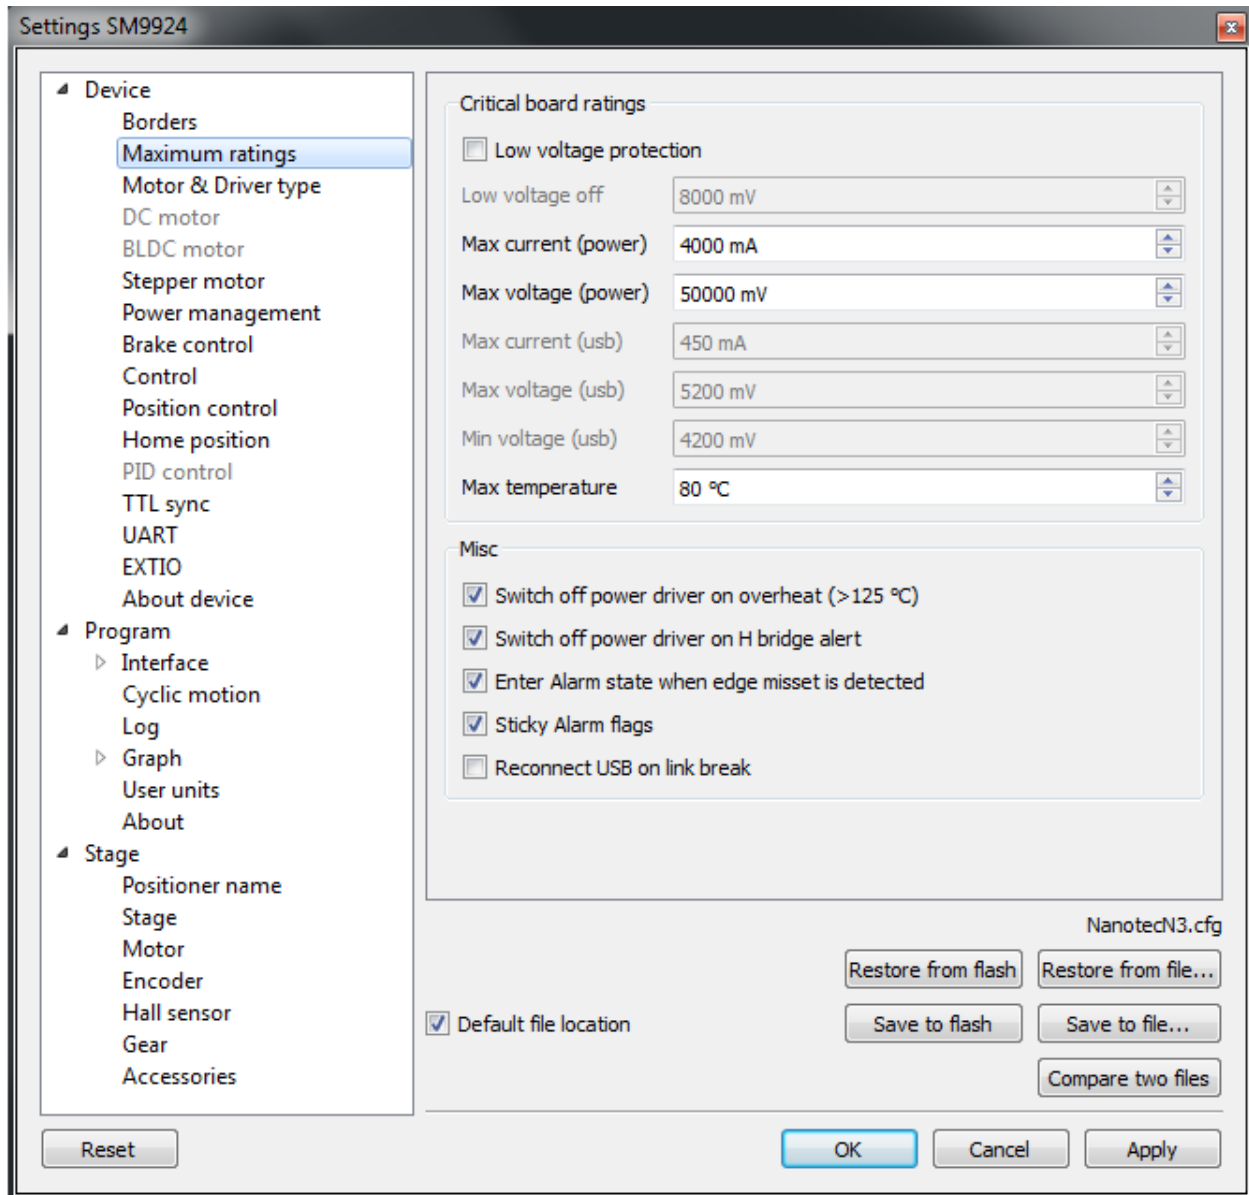 Settings SM9924
Device
Borders
Maximum ratings
Motor & Driver type
DC motor
BLDC motor
Stepper motor
Power management
Brake control
Control
Position control
Home position
PID control
TTL sync
UART
EXTIO
About device
Program
Interface
Cyclic motion
Log
Graph
User units
About
Stage
Positioner name
Stage
Motor
Encoder
Hall sensor
Gear
Accessories
Critical board ratings
Low voltage protection
Low voltage off 8000 mV
Max current (power) 4000 mA
Max voltage (power) 50000 mV
Max current (usb) 450 mA
Max voltage (usb) 5200 mV
Min voltage (usb) 4200 mV
Max temperature 80 °C
Misc
Switch off power driver on overheat (>125 °C)
Switch off power driver on H bridge alert
Enter Alarm state when edge misset is detected
Sticky Alarm flags
Reconnect USB on link break
NanotecN3.cfg
Restore from flash Restore from file...
Default file location Save to flash Save to file...
Compare two files
Reset OK Cancel Apply